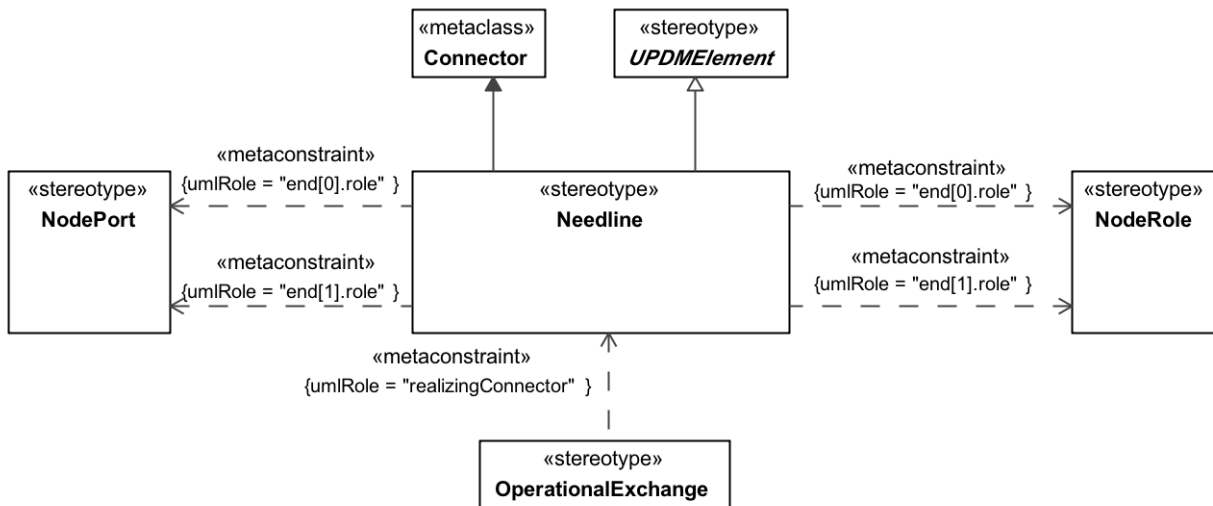 «metaclass»
Connector
«stereotype»
UPDMElement
«metaconstraint»
{umlRole = "end[0].role" }
«metaconstraint»
{umlRole = "end[0].role" }
«stereotype»
NodePort
«stereotype»
Needline
«stereotype»
NodeRole
«metaconstraint»
{umlRole = "end[1].role" }
«metaconstraint»
{umlRole = "end[1].role" }
«metaconstraint»
{umlRole = "realizingConnector" }
«stereotype»
OperationalExchange